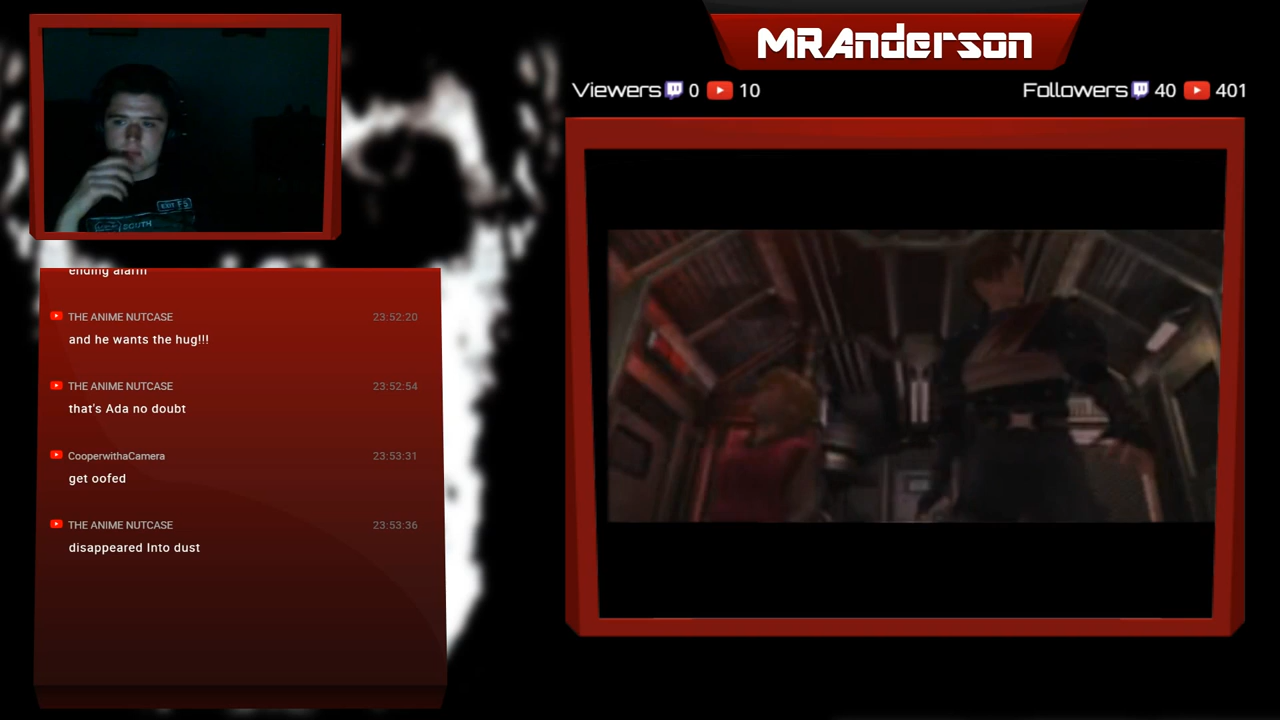 MRAnderson
Viewers 0 10
Followers 40 401
ending alarm
THE ANIME NUTCASE 23:52:20
and he wants the hug!!!
THE ANIME NUTCASE 23:52:54
that's Ada no doubt
CooperwithaCamera 23:53:31
get oofed
THE ANIME NUTCASE 23:53:36
disappeared Into dust